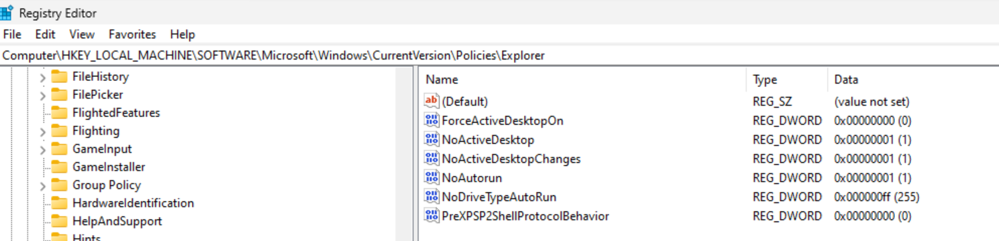 Registry Editor
File Edit View Favorites Help
Computer\HKEY_LOCAL_MACHINE\SOFTWARE\Microsoft\Windows\CurrentVersion\Policies\Explorer
FileHistory
FilePicker
FlightedFeatures
Flighting
GameInput
GameInstaller
Group Policy
HardwareIdentification
HelpAndSupport
Hints
Name Type Data
ab (Default) REG_SZ (value not set)
ForceActiveDesktopOn REG_DWORD 0x00000000 (0)
NoActiveDesktop REG_DWORD 0x00000001 (1)
NoActiveDesktopChanges REG_DWORD 0x00000001 (1)
NoAutorun REG_DWORD 0x00000001 (1)
NoDriveTypeAutoRun REG_DWORD 0x000000ff (255)
PreXPSP2ShellProtocolBehavior REG_DWORD 0x00000000 (0)